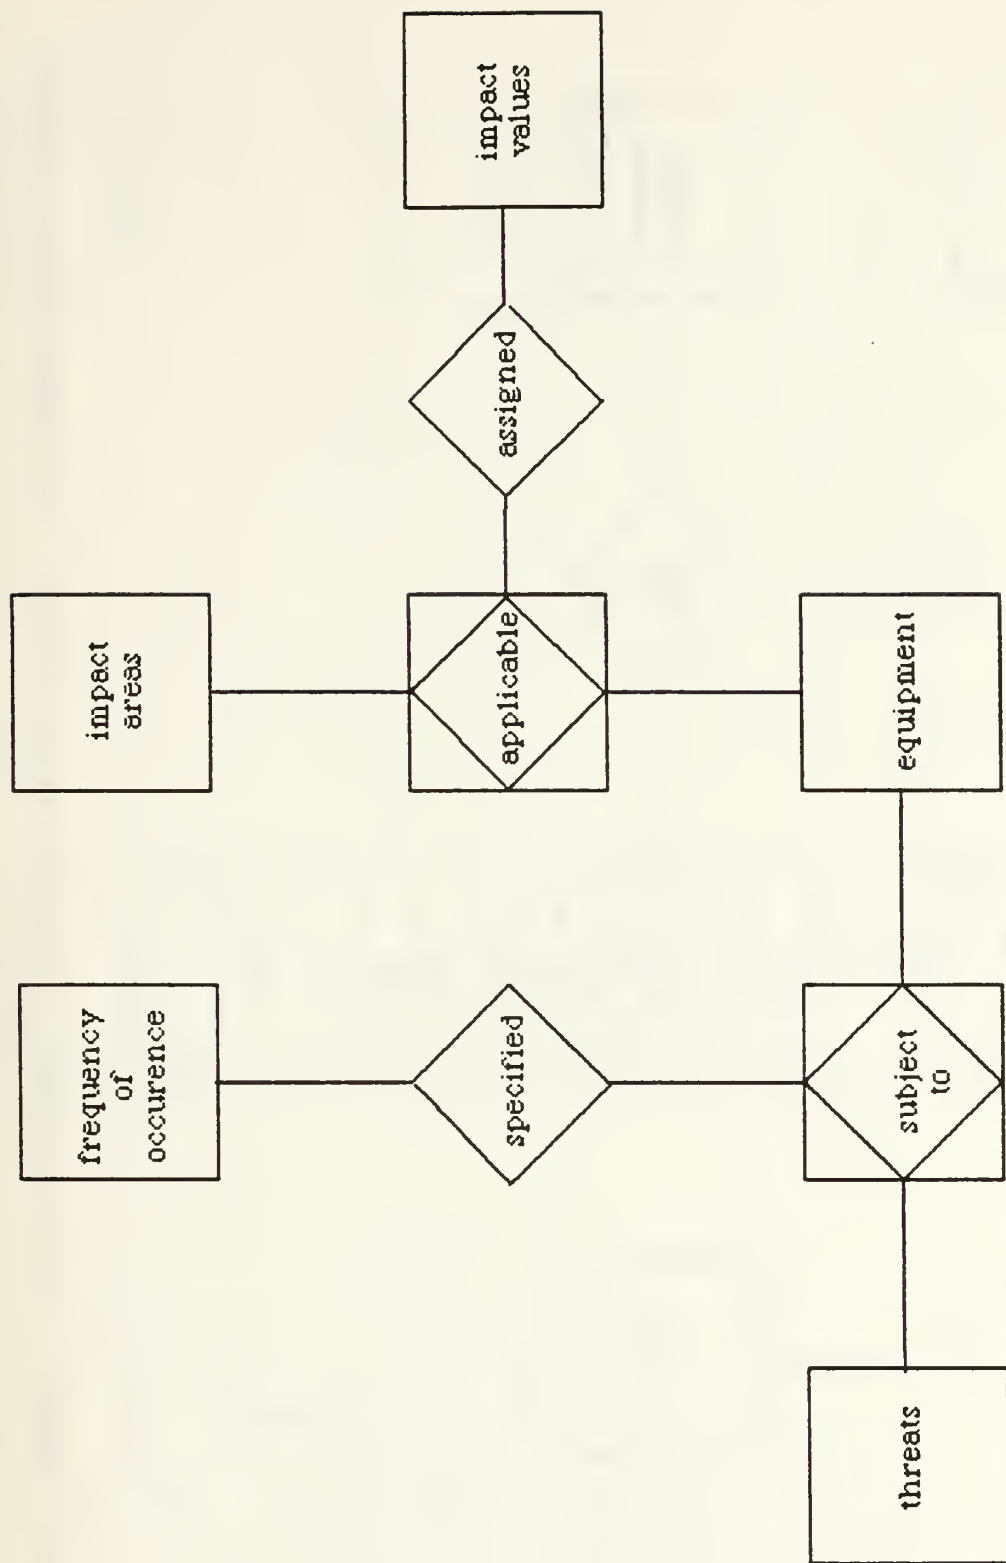 frequency
of
occurence
impact
areas
specified
applicable
assigned
impact
values
threats
subject
to
equipment